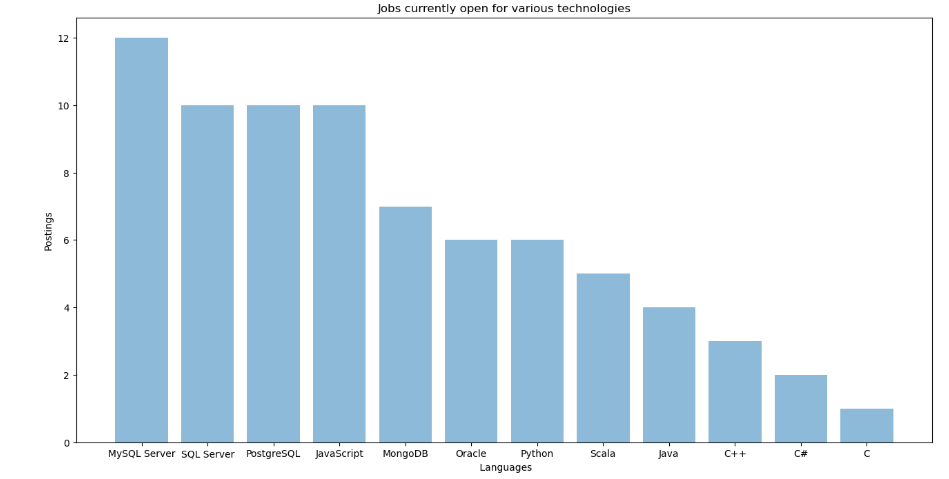 Jobs currently open for various technologies
12
10
8
6
4
2
0
Postings
MySQL Server SQL Server PostgreSQL JavaScript MongoDB Oracle Python Scala Java C++ C# C
Languages